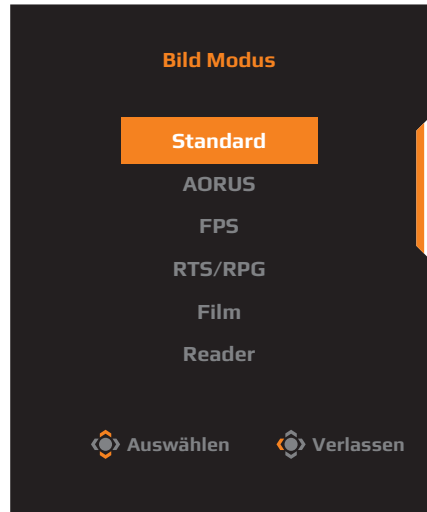 Bild Modus
Standard
AORUS
FPS
RTS/RPG
Film
Reader
Auswählen Verlassen